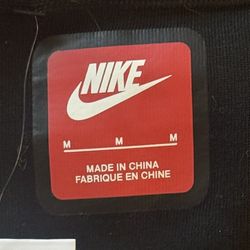 NIKE
M M M
MADE IN CHINA
FABRIQUE EN CHINE